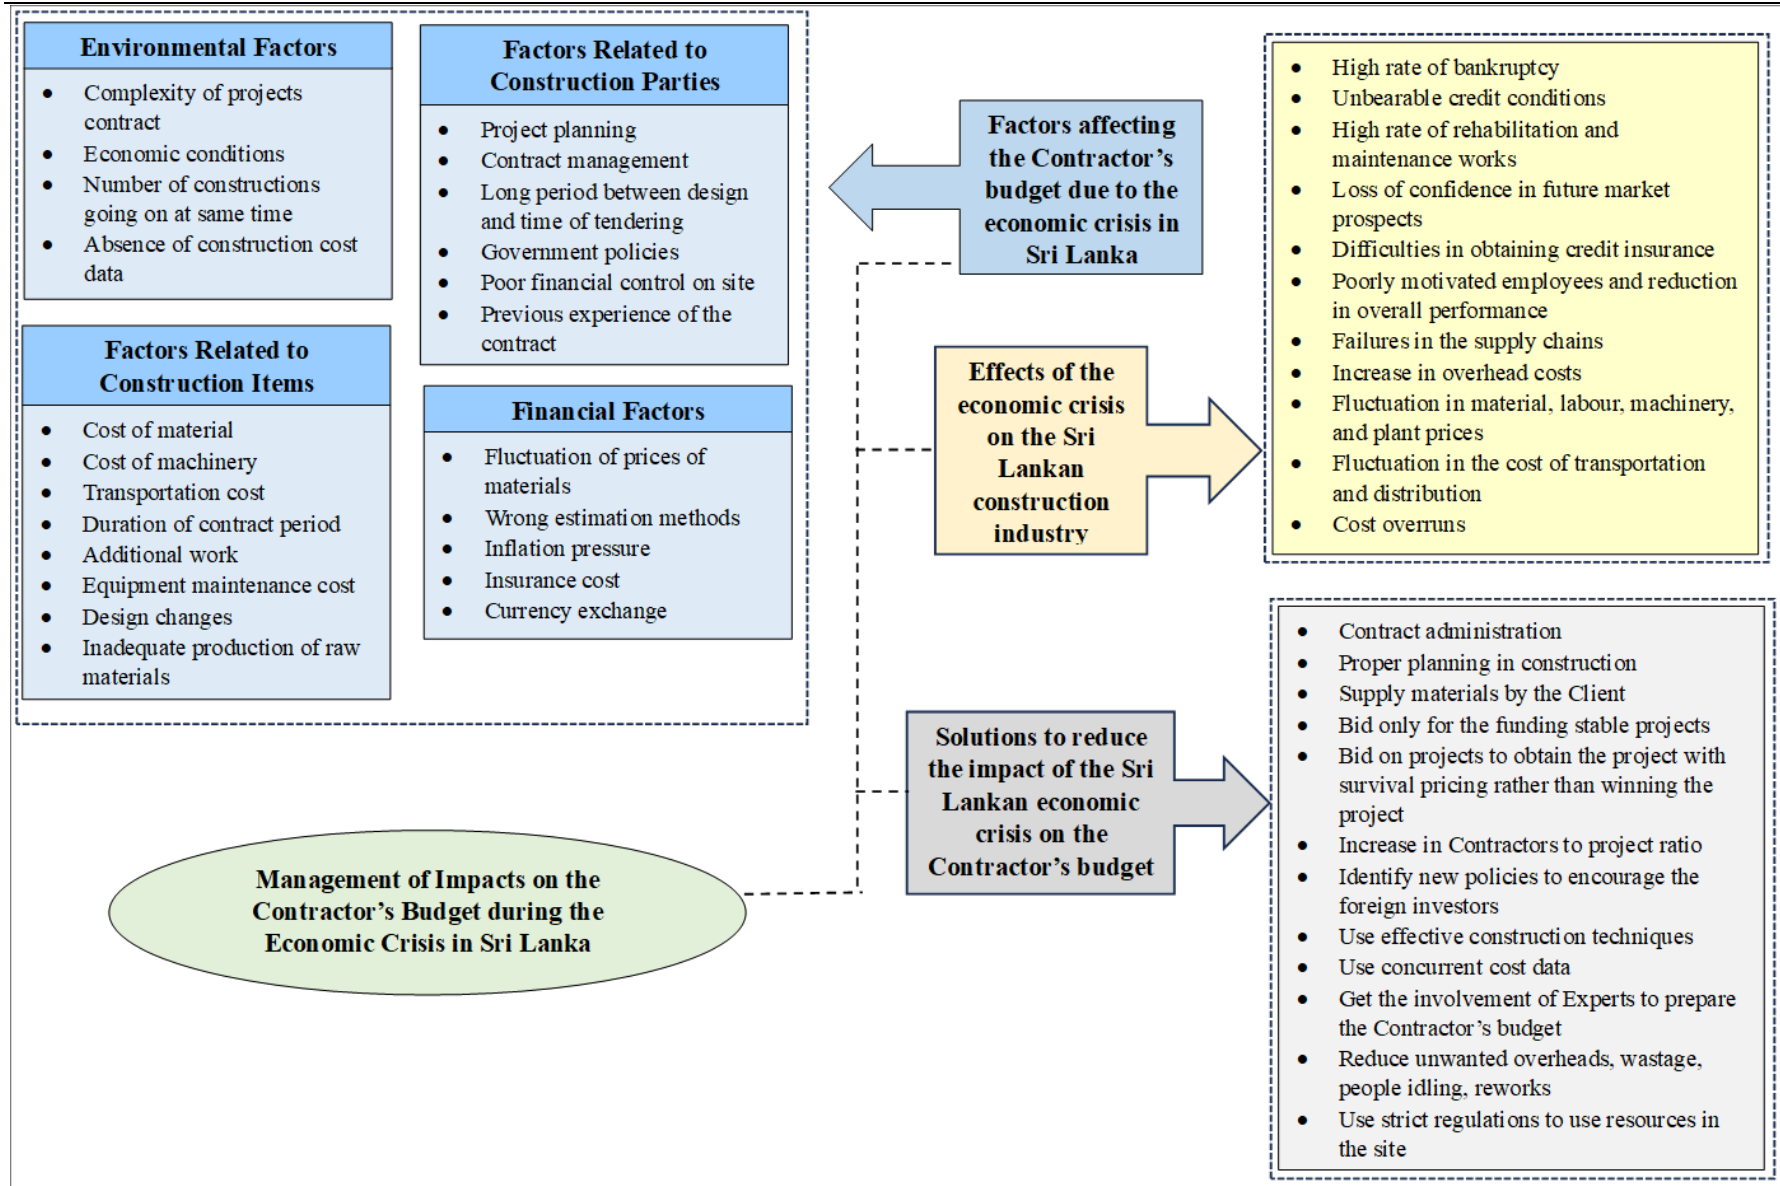 Environmental Factors
• Complexity of projects
contract
• Economic conditions
• Number of constructions
going on at same time
• Absence of construction cost
data
Factors Related to
Construction Parties
• Project planning
• Contract management
• Long period between design
and time of tendering
• Government policies
• Poor financial control on site
• Previous experience of the
contract
Factors Related to
Construction Items
• Cost of material
• Cost of machinery
• Transportation cost
• Duration of contract period
• Additional work
• Equipment maintenance cost
• Design changes
• Inadequate production of raw
materials
Financial Factors
• Fluctuation of prices of
materials
• Wrong estimation methods
• Inflation pressure
• Insurance cost
• Currency exchange
Factors affecting
the Contractor’s
budget due to the
economic crisis in
Sri Lanka
Effects of the
economic crisis
on the Sri
Lankan
construction
industry
• High rate of bankruptcy
• Unbearable credit conditions
• High rate of rehabilitation and
maintenance works
• Loss of confidence in future market
prospects
• Difficulties in obtaining credit insurance
• Poorly motivated employees and reduction
in overall performance
• Failures in the supply chains
• Increase in overhead costs
• Fluctuation in material, labour, machinery,
and plant prices
• Fluctuation in the cost of transportation
and distribution
• Cost overruns
Solutions to reduce
the impact of the Sri
Lankan economic
crisis on the
Contractor’s budget
• Contract administration
• Proper planning in construction
• Supply materials by the Client
• Bid only for the funding stable projects
• Bid on projects to obtain the project with
survival pricing rather than winning the
project
• Increase in Contractors to project ratio
• Identify new policies to encourage the
foreign investors
• Use effective construction techniques
• Use concurrent cost data
• Get the involvement of Experts to prepare
the Contractor’s budget
• Reduce unwanted overheads, wastage,
people idling, reworks
• Use strict regulations to use resources in
the site
Management of Impacts on the
Contractor’s Budget during the
Economic Crisis in Sri Lanka